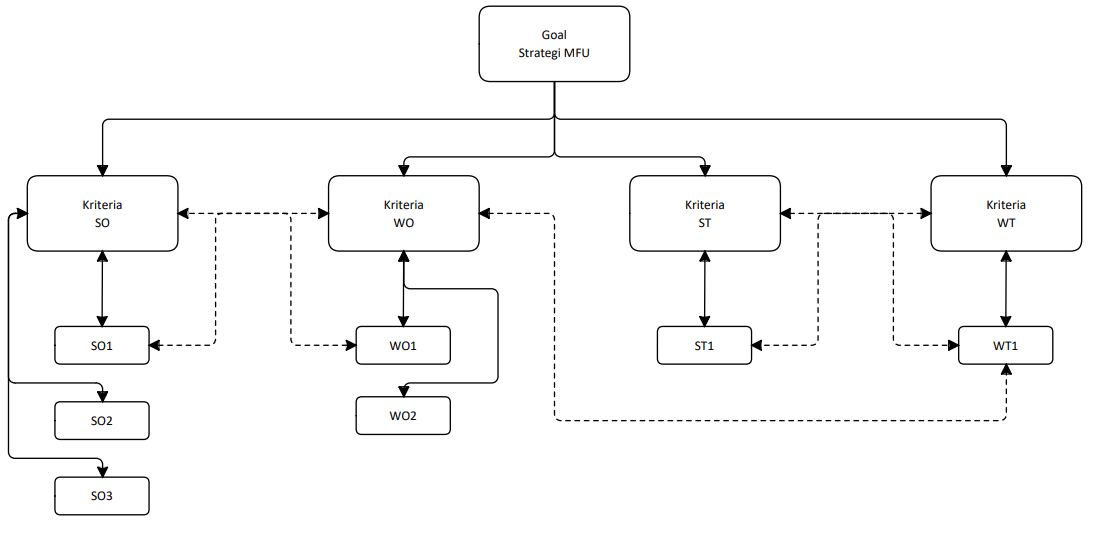 Goal
Strategi MFU
Kriteria
SO
Kriteria
WO
Kriteria
ST
Kriteria
WT
SO1
WO1
ST1
WT1
SO2
WO2
SO3